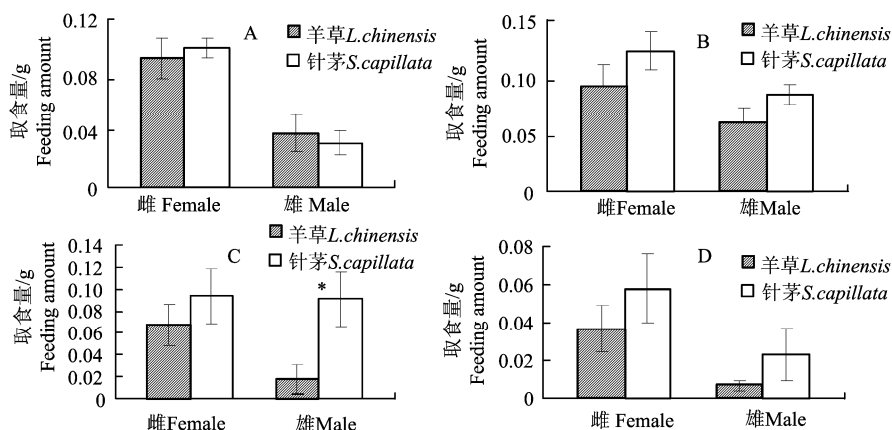 0.12
0.08
0.04
0
取食量/g
Feeding amount
A
羊草L.chinensis
针茅S.capillata
雌 Female
雄 Male
0.15
0.10
0.05
0
取食量/g
Feeding amount
B
羊草L.chinensis
针茅S.capillata
雌Female
雄Male
0.14
0.10
0.08
0.06
0.04
0.02
0.00
取食量/g
Feeding amount
C
羊草L.chinensis
针茅S.capillata
*
雌Female
雄Male
0.08
0.06
0.04
0.02
0
取食量/g
Feeding amount
D
羊草L.chinensis
针茅S.capillata
雌 Female
雄Male